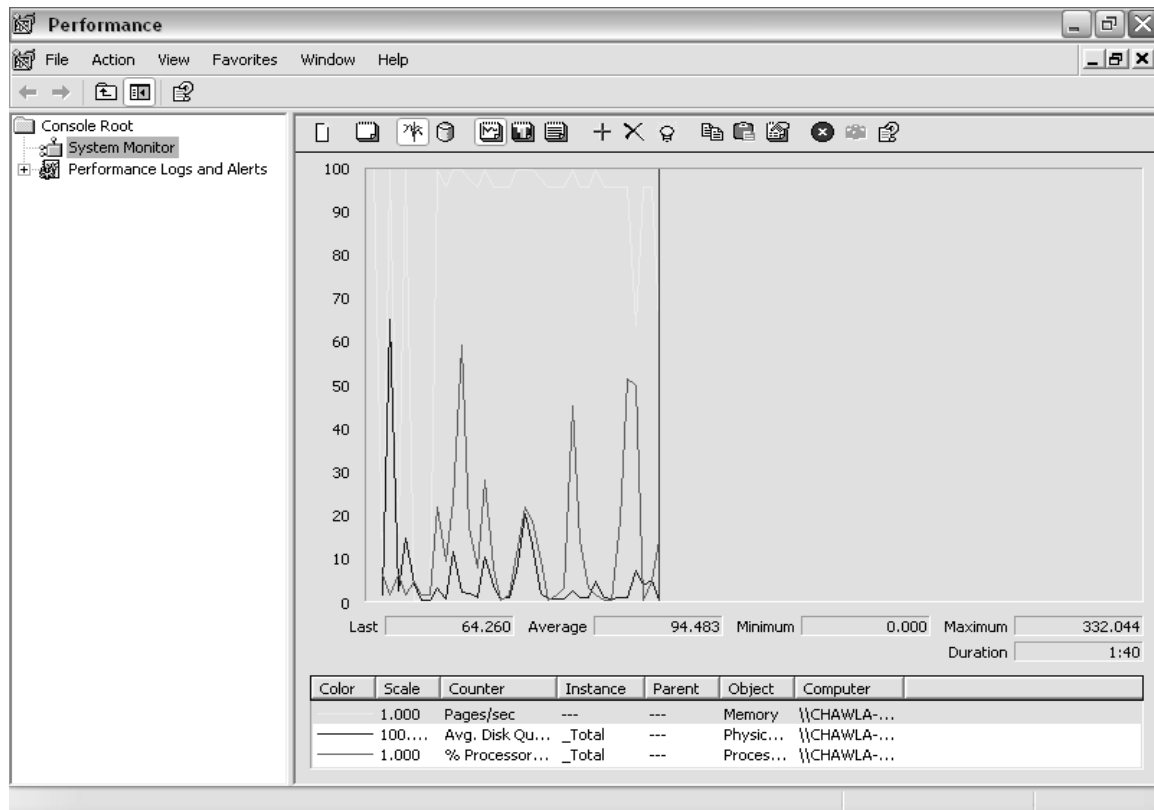 Performance
File Action View Favorites Window Help
Console Root
System Monitor
Performance Logs and Alerts
100
90
80
70
60
50
40
30
20
10
0
Last 64.260 Average 94.483 Minimum 0.000 Maximum 332.044
Duration 1:40
Color Scale Counter Instance Parent Object Computer
1.000 Pages/sec --- --- Memory \\CHAWLA-...
100.... Avg. Disk Qu... _Total --- Physic... \\CHAWLA-...
1.000 % Processor... _Total --- Proces... \\CHAWLA-...